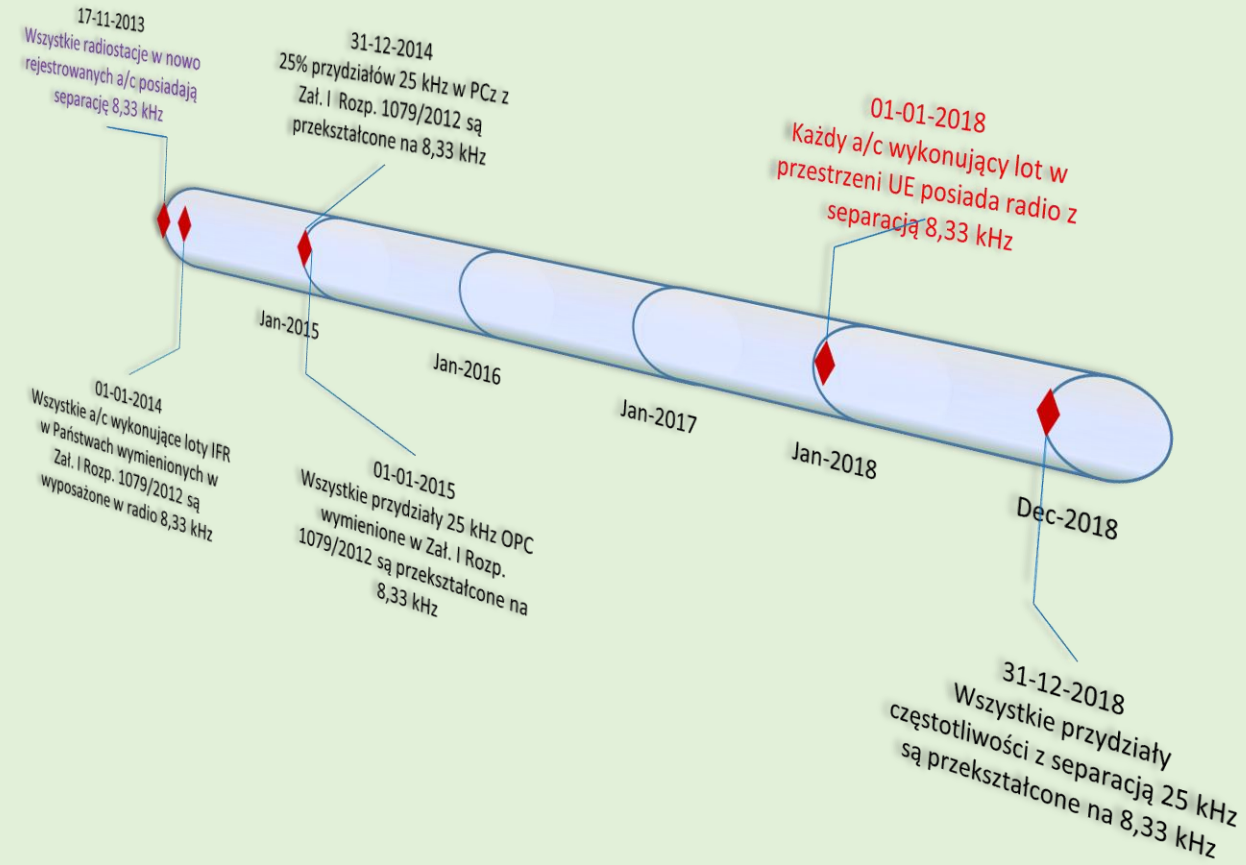 17-11-2013
Wszystkie radiostacje w nowo
rejestrowanych a/c posiadają
separację 8,33 kHz
31-12-2014
25% przydziałów 25 kHz w PCz z
Zał. I Rozp. 1079/2012 są
przekształcone na 8,33 kHz
01-01-2018
Każdy a/c wykonujący lot w
przestrzeni UE posiada radio z
separacją 8,33 kHz
Jan-2015
Jan-2016
Jan-2017
Jan-2018
Dec-2018
01-01-2014
Wszystkie a/c wykonujące loty IFR
w Państwach wymienionych w
Zał. I Rozp. 1079/2012 są
wyposażone w radio 8,33 kHz
01-01-2015
Wszystkie przydziały 25 kHz OPC
wymienione w Zał. I Rozp.
1079/2012 są przekształcone na
8,33 kHz
31-12-2018
Wszystkie przydziały
częstotliwości z separacją 25 kHz
są przekształcone na 8,33 kHz